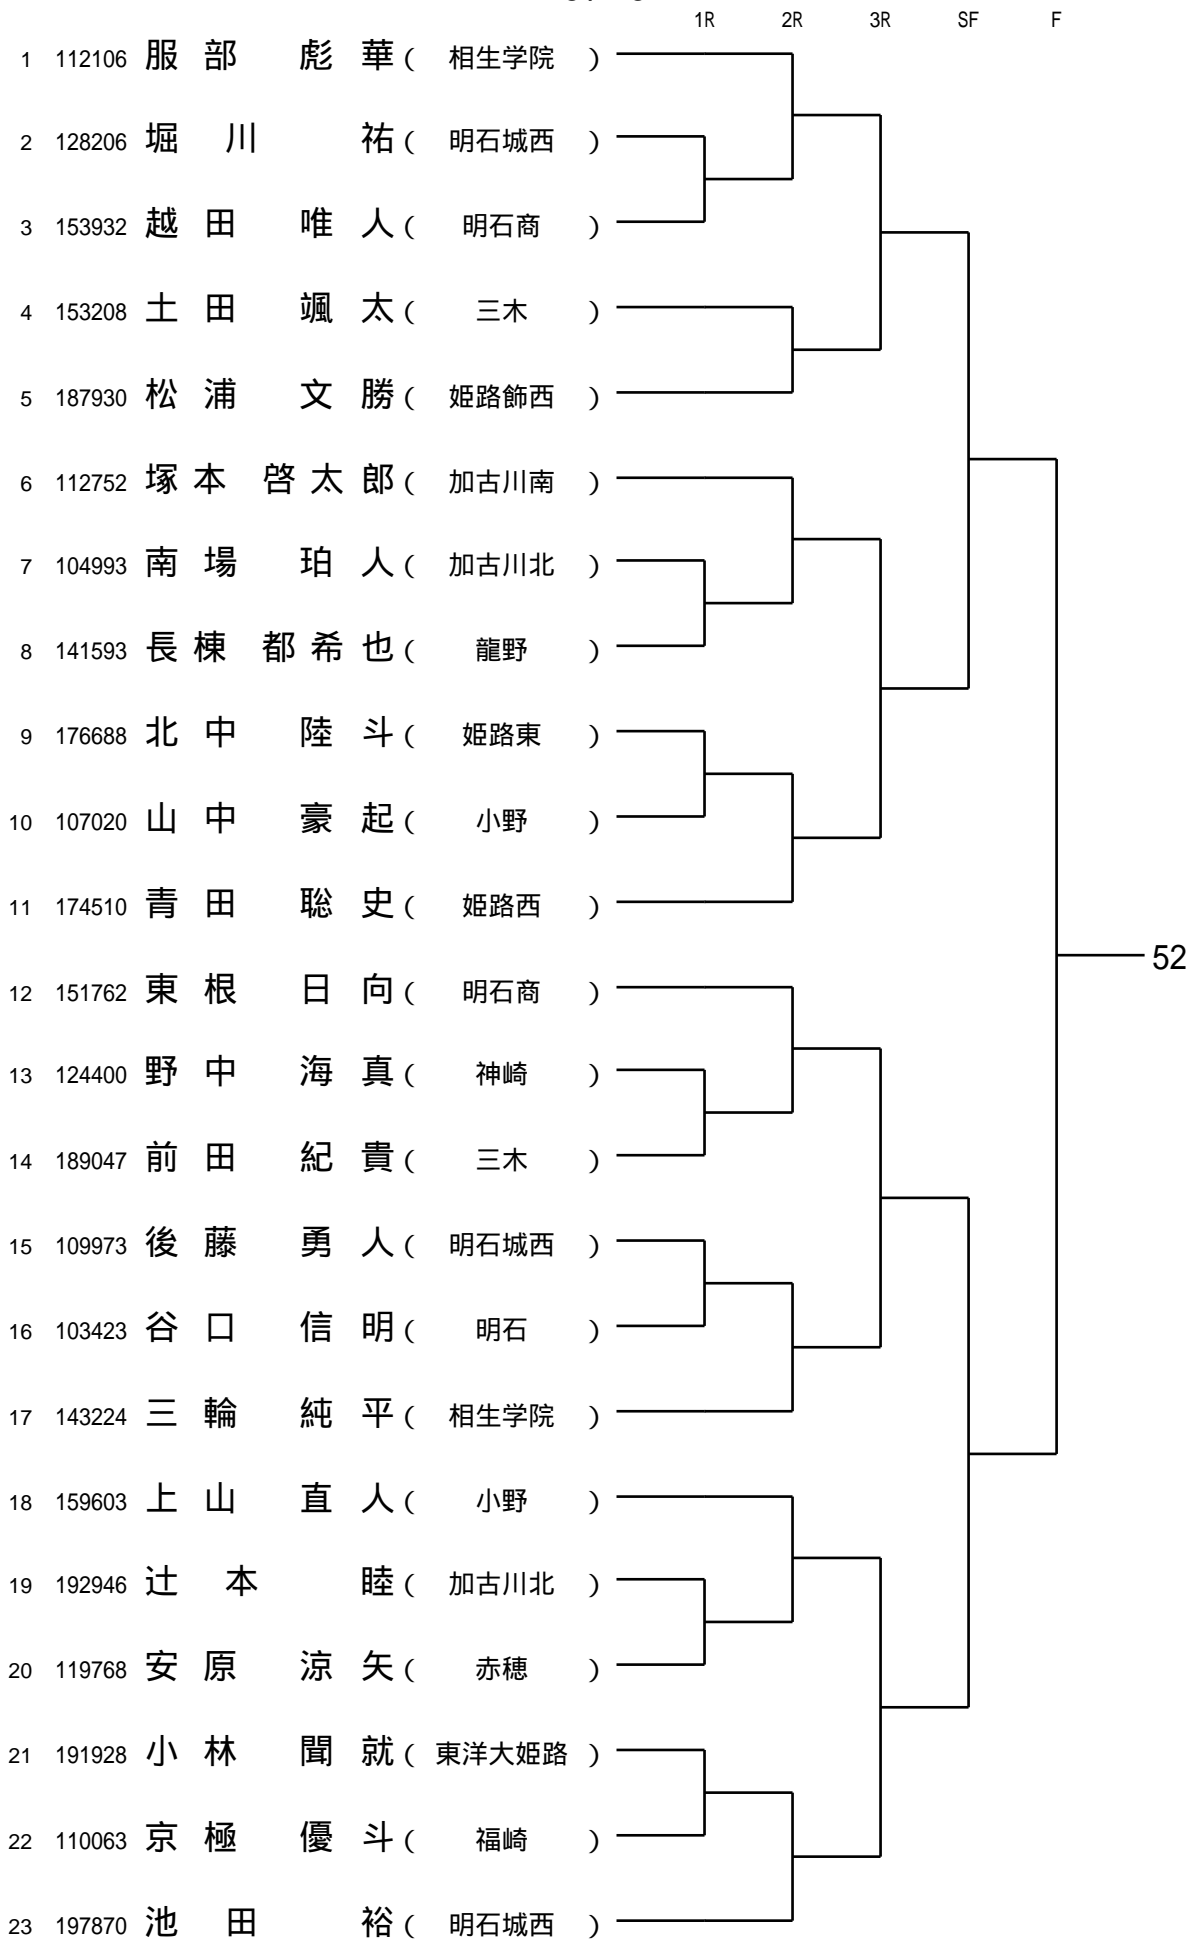 1R 2R 3R SF F
1 112106 服部 彪華 ( 相生学院 )
2 128206 堀川 祐 ( 明石城西 )
3 153932 越田 唯人 ( 明石商 )
4 153208 土田 颯太 ( 三木 )
5 187930 松浦 文勝 ( 姫路飾西 )
6 112752 塚本 啓太郎 ( 加古川南 )
7 104993 南場 珀人 ( 加古川北 )
8 141593 長棟 都希也 ( 龍野 )
9 176688 北中 陸斗 ( 姫路東 )
10 107020 山中 豪起 ( 小野 )
11 174510 青田 聡史 ( 姫路西 )
52
12 151762 東根 日向 ( 明石商 )
13 124400 野中 海真 ( 神崎 )
14 189047 前田 紀貴 ( 三木 )
15 109973 後藤 勇人 ( 明石城西 )
16 103423 谷口 信明 ( 明石 )
17 143224 三輪 純平 ( 相生学院 )
18 159603 上山 直人 ( 小野 )
19 192946 辻本 睦 ( 加古川北 )
20 119768 安原 涼矢 ( 赤穂 )
21 191928 小林 聞就 ( 東洋大姫路 )
22 110063 京極 優斗 ( 福崎 )
23 197870 池田 裕 ( 明石城西 )